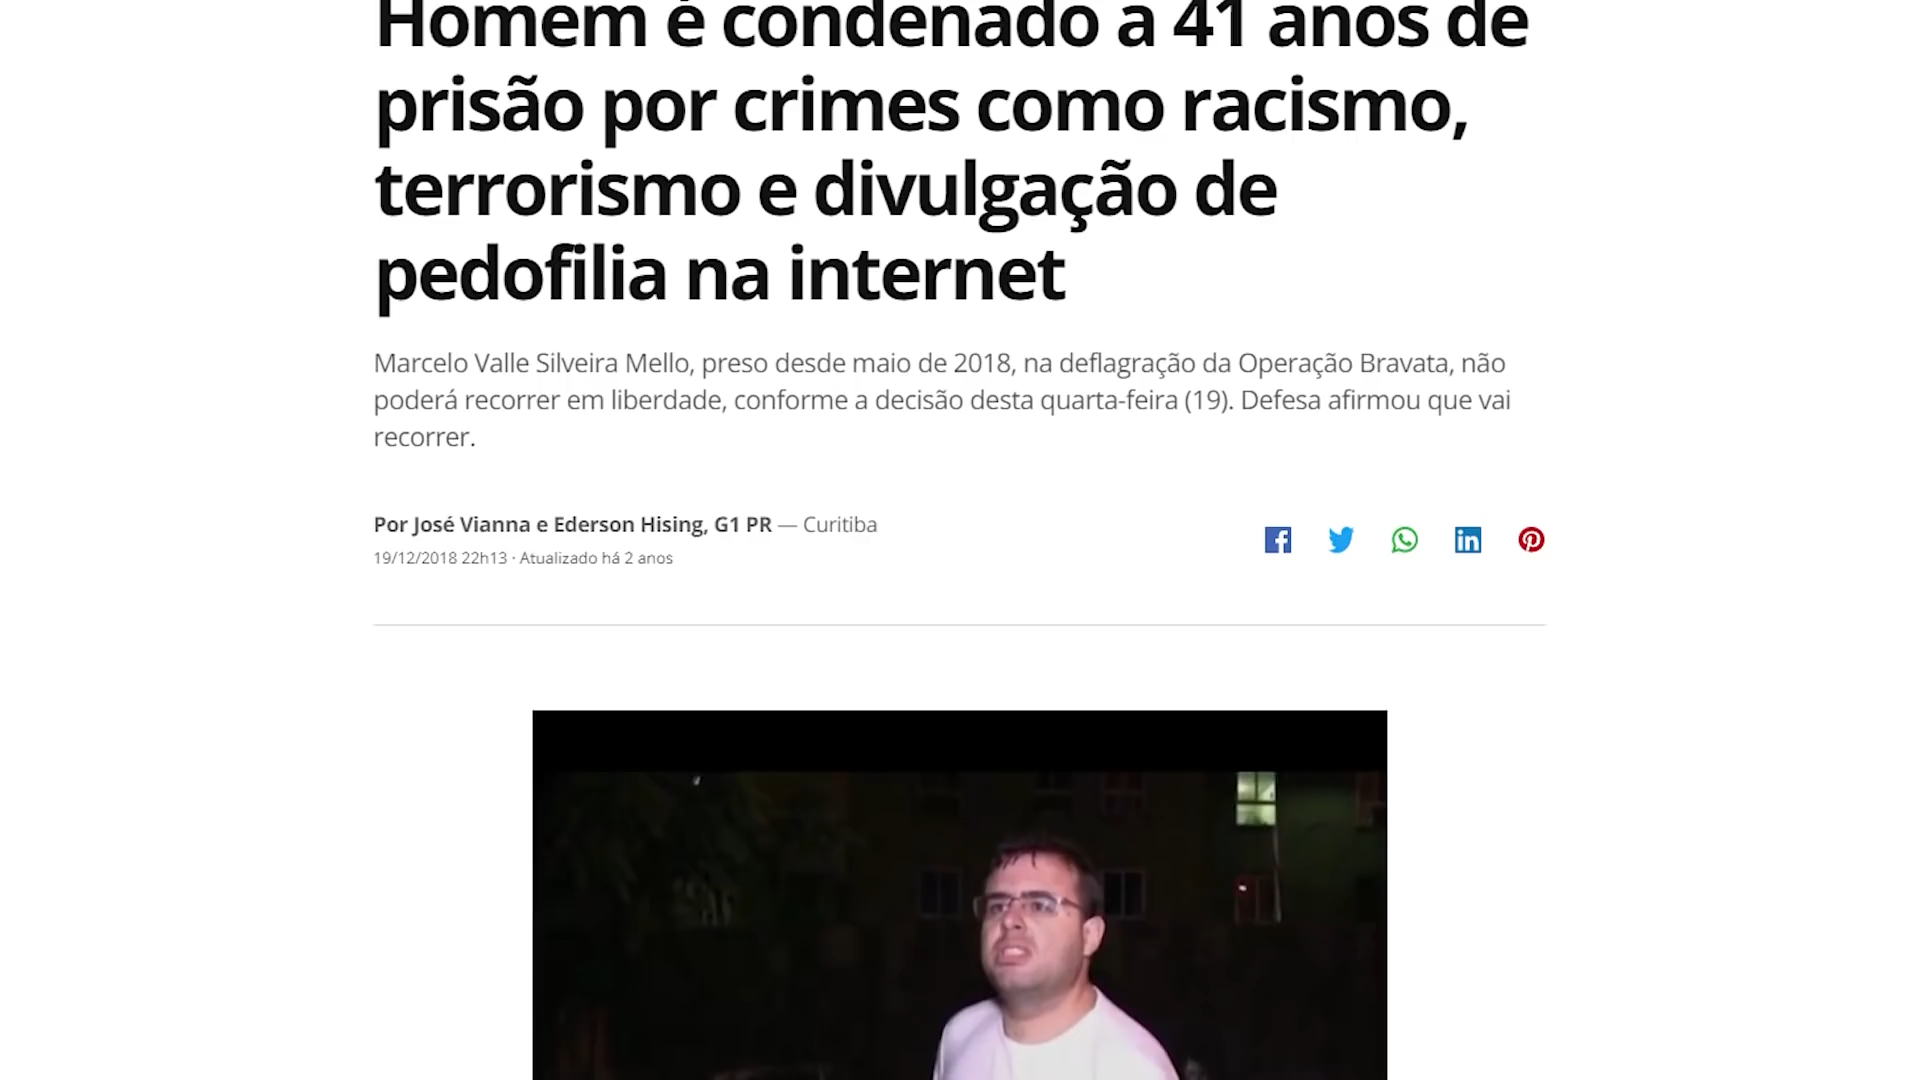 Homem é condenado a 41 anos de
prisão por crimes como racismo,
terrorismo e divulgação de
pedofilia na internet
Marcelo Valle Silveira Mello, preso desde maio de 2018, na deflagração da Operação Bravata, não
poderá recorrer em liberdade, conforme a decisão desta quarta-feira (19). Defesa afirmou que vai
recorrer.
Por José Vianna e Ederson Hising, G1 PR — Curitiba
19/12/2018 22h13 · Atualizado há 2 anos